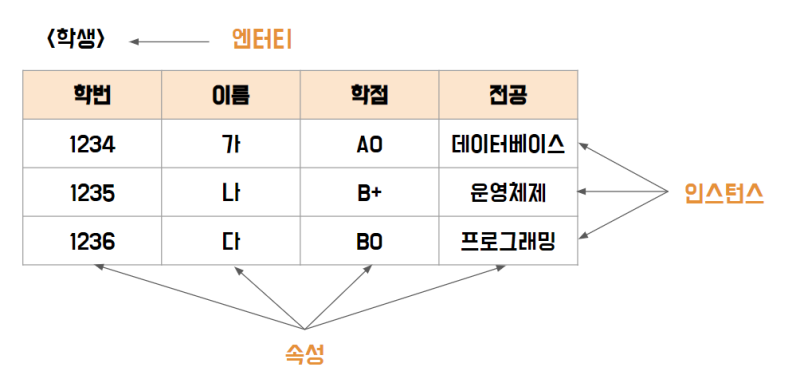 <학생> 엔터티
학번 이름 학점 전공
1234 가 A0 데이터베이스
1235 나 B+ 운영체제
인스턴스
1236 다 B0 프로그래밍
속성